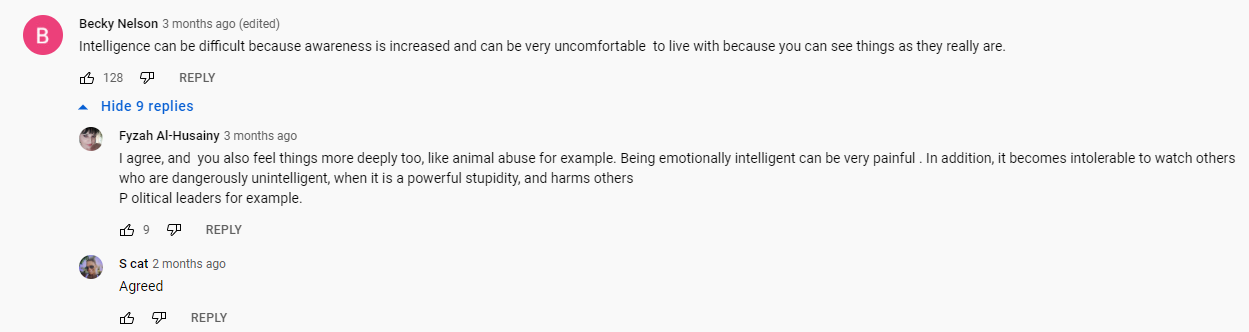 B
Becky Nelson 3 months ago (edited)
Intelligence can be difficult because awareness is increased and can be very uncomfortable  to live with because you can see things as they really are.
128 REPLY
Hide 9 replies
Fyzah Al-Husainy 3 months ago
I agree, and  you also feel things more deeply too, like animal abuse for example. Being emotionally intelligent can be very painful . In addition, it becomes intolerable to watch others
who are dangerously unintelligent, when it is a powerful stupidity, and harms others
P olitical leaders for example.
9 REPLY
S cat 2 months ago
Agreed
REPLY